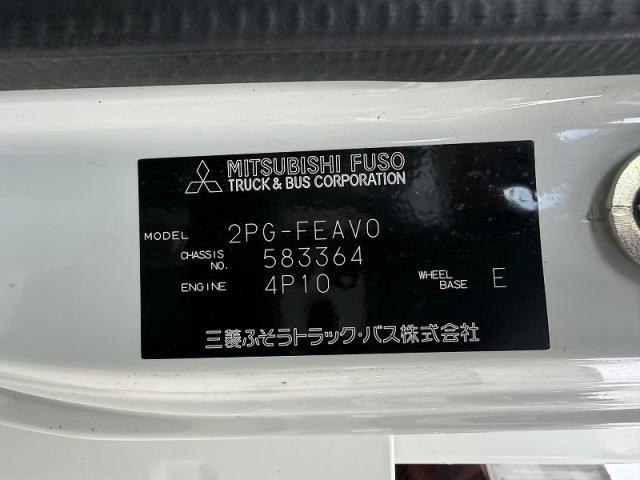 MITSUBISHI FUSO
TRUCK & BUS CORPORATION
MODEL 2PG-FEAV0
CHASSIS NO. 583364
ENGINE 4P10 WHEEL BASE E
三菱ふそうトラック・バス株式会社